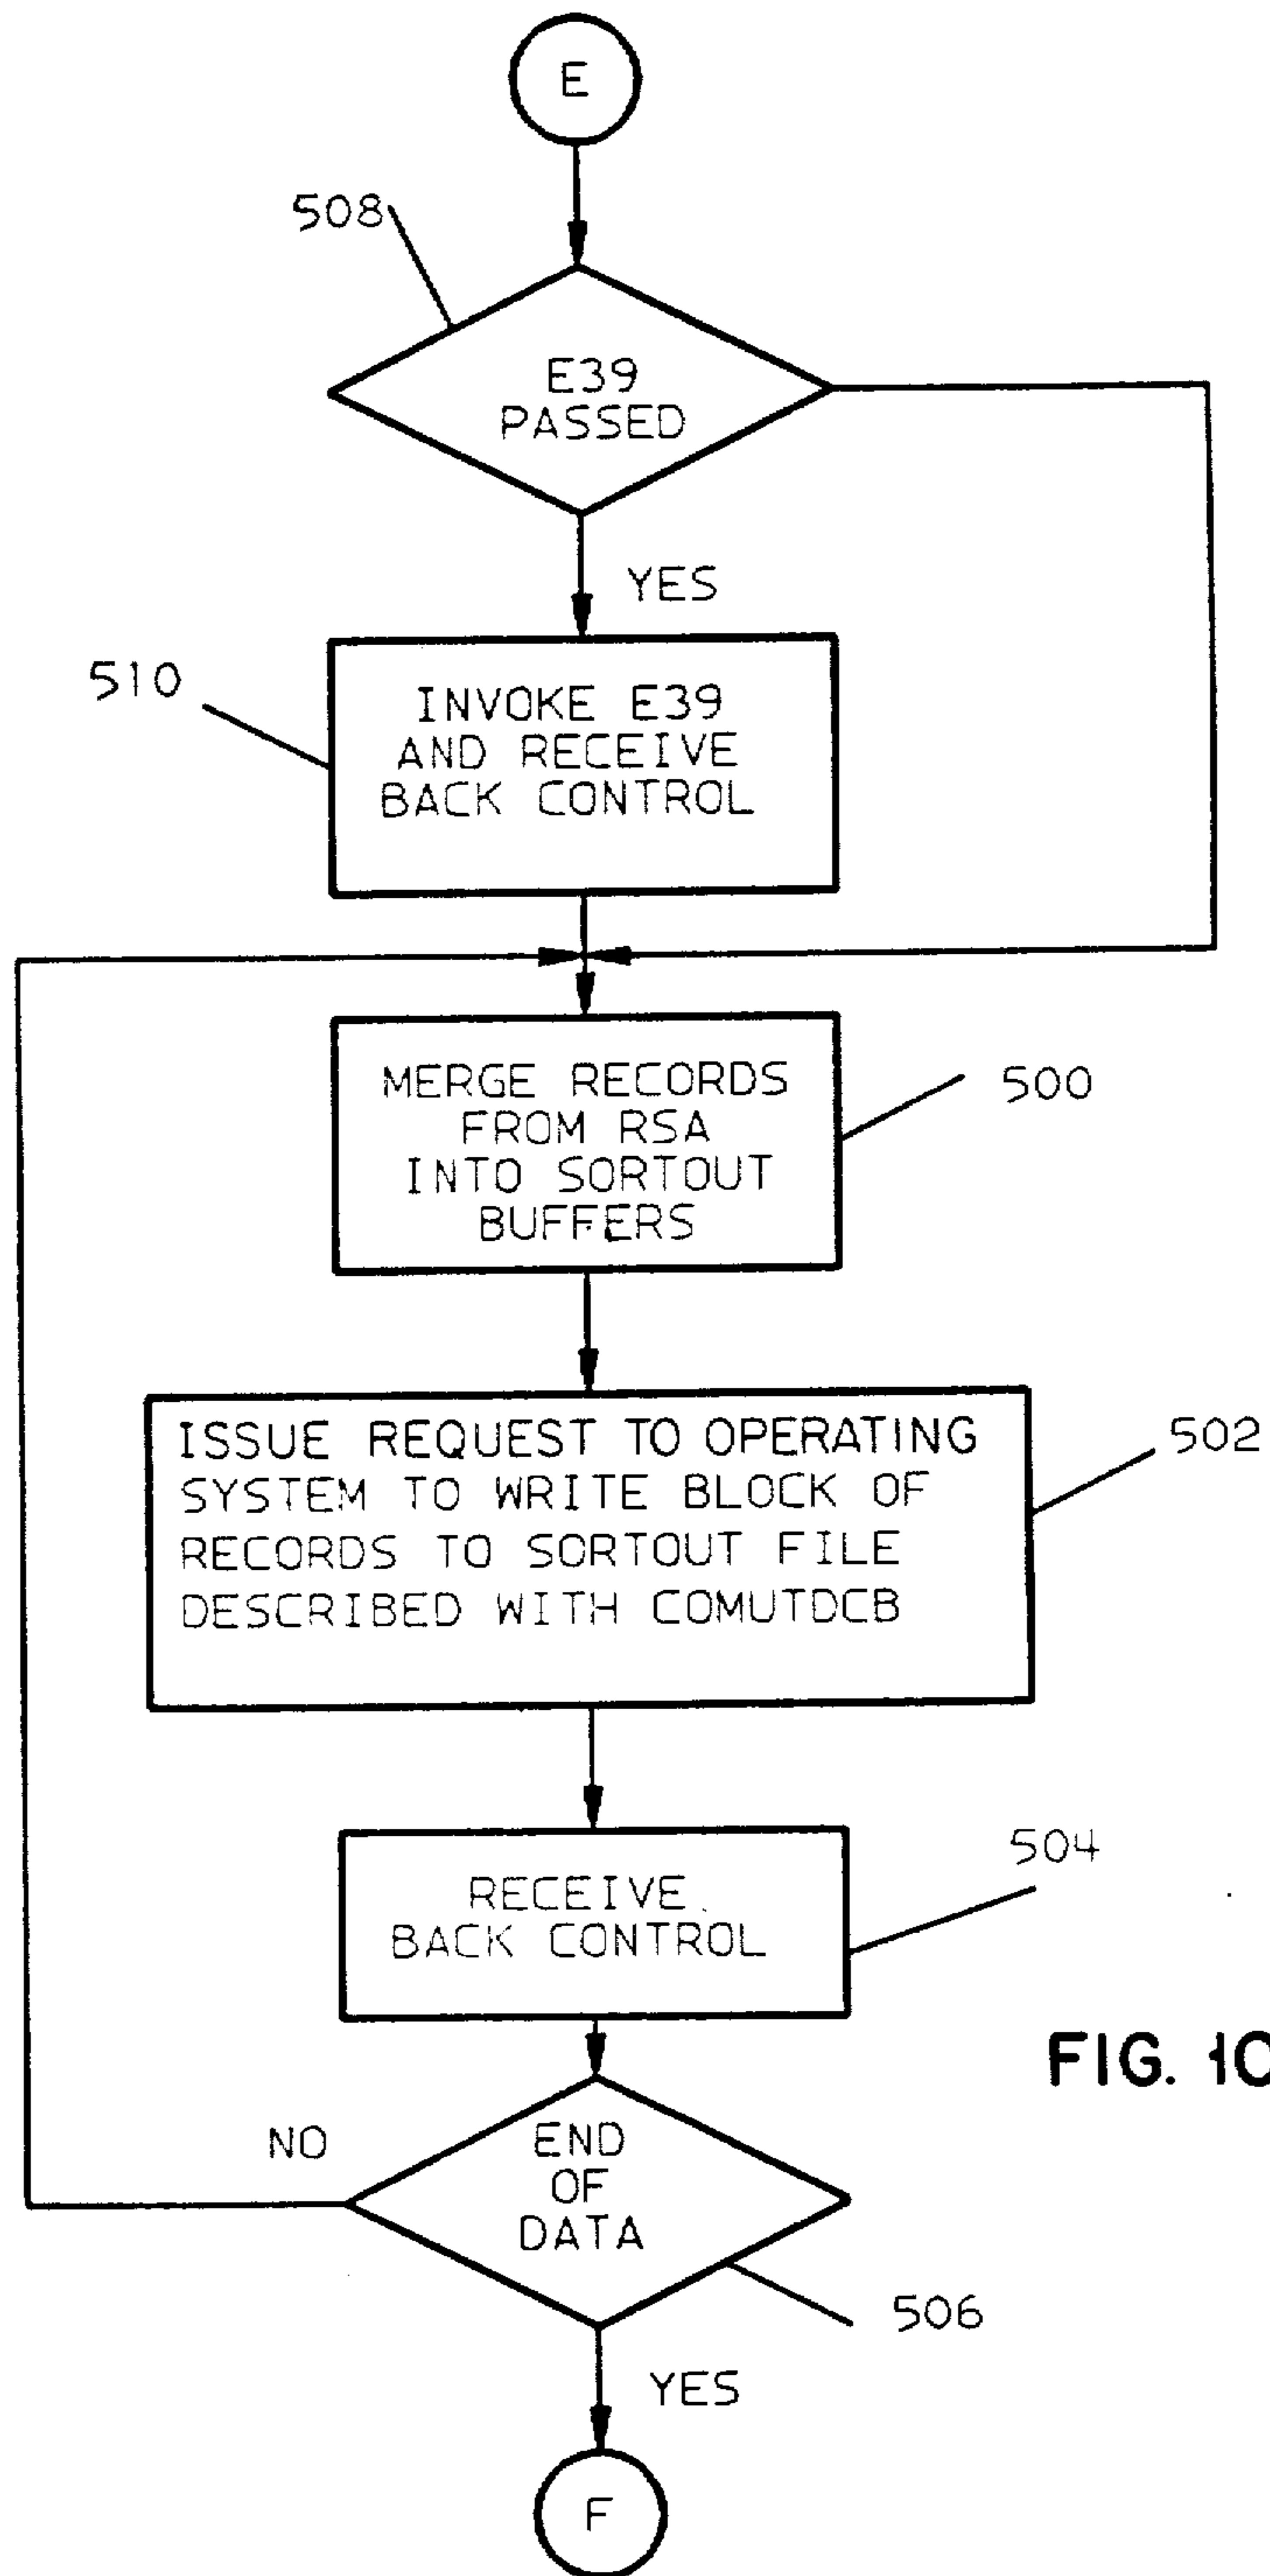 E
508
E39
PASSED
YES
510
INVOKE E39
AND RECEIVE
BACK CONTROL
MERGE RECORDS
FROM RSA
INTO SORTOUT
BUFFERS
500
ISSUE REQUEST TO OPERATING
SYSTEM TO WRITE BLOCK OF
RECORDS TO SORTOUT FILE
DESCRIBED WITH COMUTDCB
502
RECEIVE
BACK CONTROL
504
FIG. 10
NO
END
OF
DATA
506
YES
F